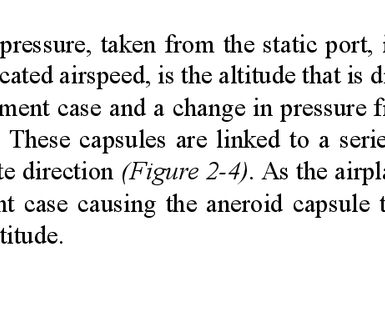 pressure, taken from the static port, i
cated airspeed, is the altitude that is d
ment case and a change in pressure f
These capsules are linked to a serie
te direction (Figure 2-4). As the airpla
nt case causing the aneroid capsule t
titude.